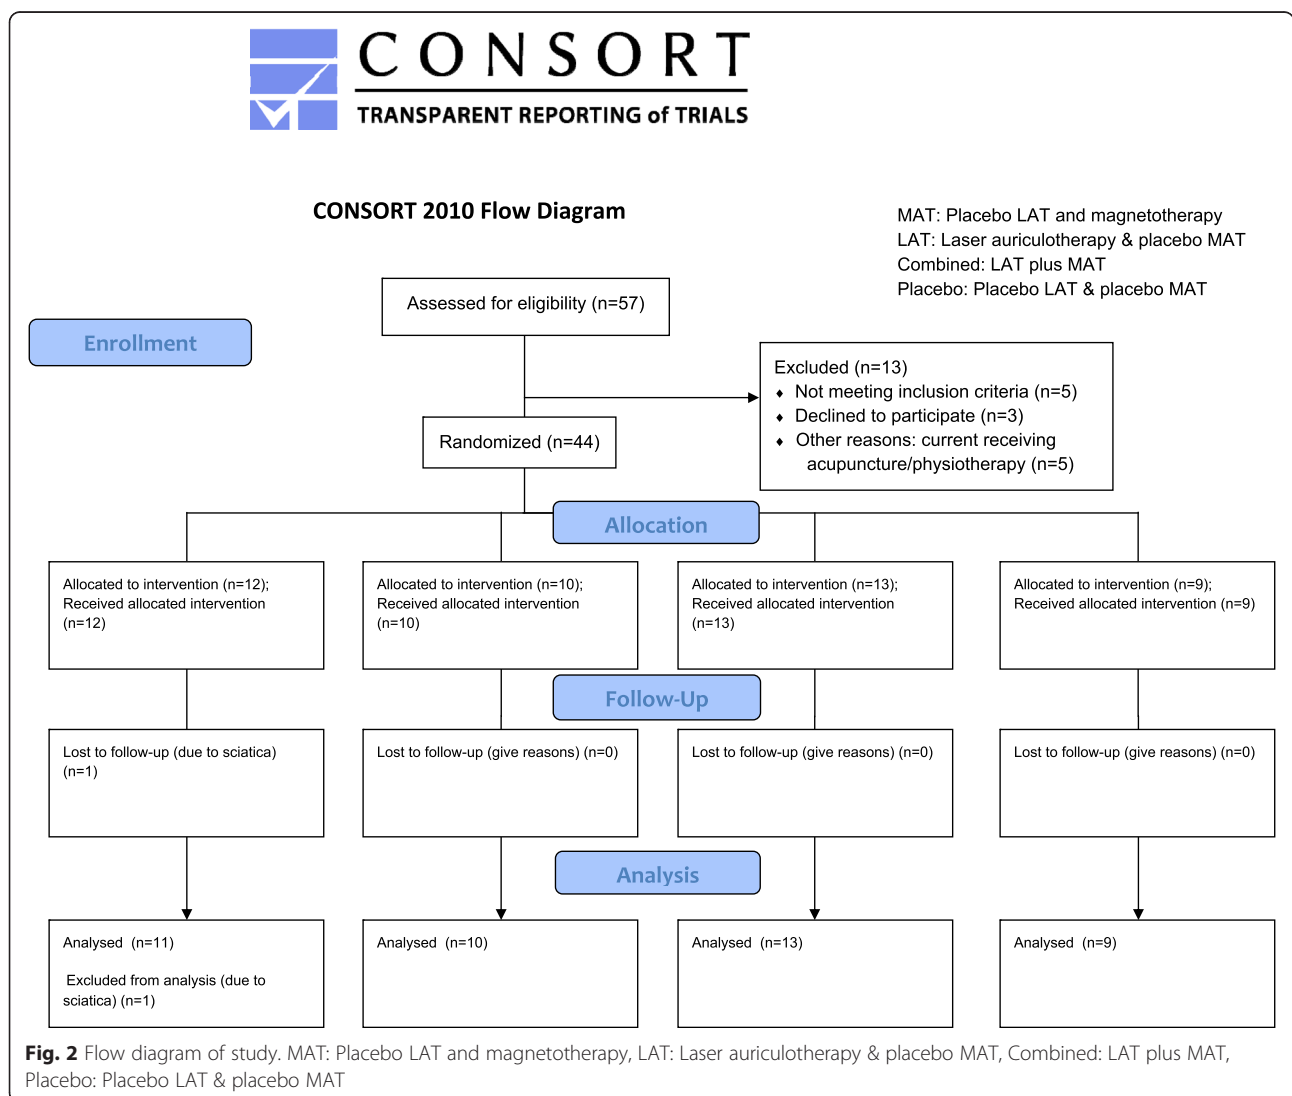 CONSORT
TRANSPARENT REPORTING of TRIALS
CONSORT 2010 Flow Diagram
MAT: Placebo LAT and magnetotherapy
LAT: Laser auriculotherapy & placebo MAT
Combined: LAT plus MAT
Placebo: Placebo LAT & placebo MAT
Assessed for eligibility (n=57)
Enrollment
Excluded (n=13)
♦ Not meeting inclusion criteria (n=5)
♦ Declined to participate (n=3)
♦ Other reasons: current receiving
acupuncture/physiotherapy (n=5)
Randomized (n=44)
Allocation
Allocated to intervention (n=12);
Received allocated intervention
(n=12)
Allocated to intervention (n=10);
Received allocated intervention
(n=10)
Allocated to intervention (n=13);
Received allocated intervention
(n=13)
Allocated to intervention (n=9);
Received allocated intervention (n=9)
Follow-Up
Lost to follow-up (due to sciatica)
(n=1)
Lost to follow-up (give reasons) (n=0)
Lost to follow-up (give reasons) (n=0)
Lost to follow-up (give reasons) (n=0)
Analysis
Analysed (n=11)
Excluded from analysis (due to
sciatica) (n=1)
Analysed (n=10)
Analysed (n=13)
Analysed (n=9)
Fig. 2 Flow diagram of study. MAT: Placebo LAT and magnetotherapy, LAT: Laser auriculotherapy & placebo MAT, Combined: LAT plus MAT,
Placebo: Placebo LAT & placebo MAT